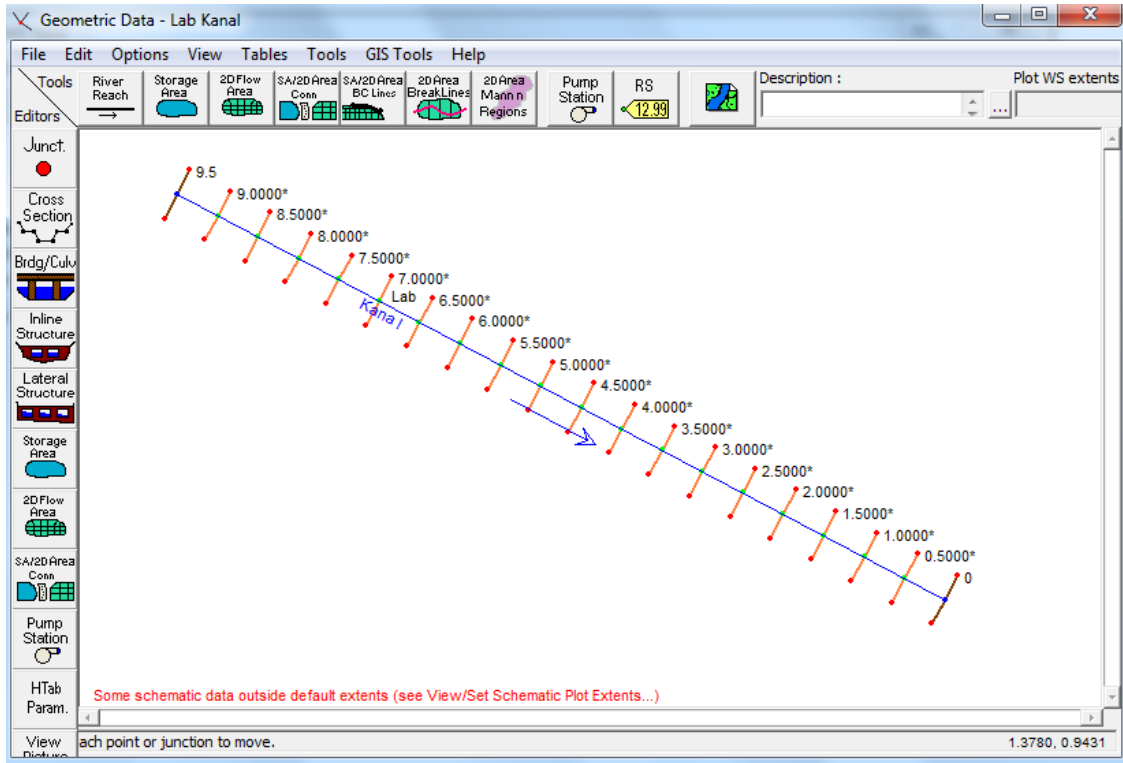 Geometric Data - Lab Kanal
File Edit Options View Tables Tools GIS Tools Help
Tools
Editors
River
Reach
Storage
Area
2D Flow
Area
SA/2D Area
Conn
SA/2D Area
BC Lines
2D Area
BreakLines
2D Area
Mann n
Regions
Pump
Station
RS
12.99
Description :
...
Plot WS extents
Junct.
Cross
Section
Brdg/Culv
Inline
Structure
Lateral
Structure
Storage
Area
2D Flow
Area
SA/2D Area
Conn
Pump
Station
HTab
Param.
View
9.5
9.0000*
8.5000*
8.0000*
7.5000*
7.0000*
Lab
Kana l
6.5000*
6.0000*
5.5000*
5.0000*
4.5000*
4.0000*
3.5000*
3.0000*
2.5000*
2.0000*
1.5000*
1.0000*
0.5000*
0
Some schematic data outside default extents (see View/Set Schematic Plot Extents...)
ach point or junction to move.
1.3780, 0.9431